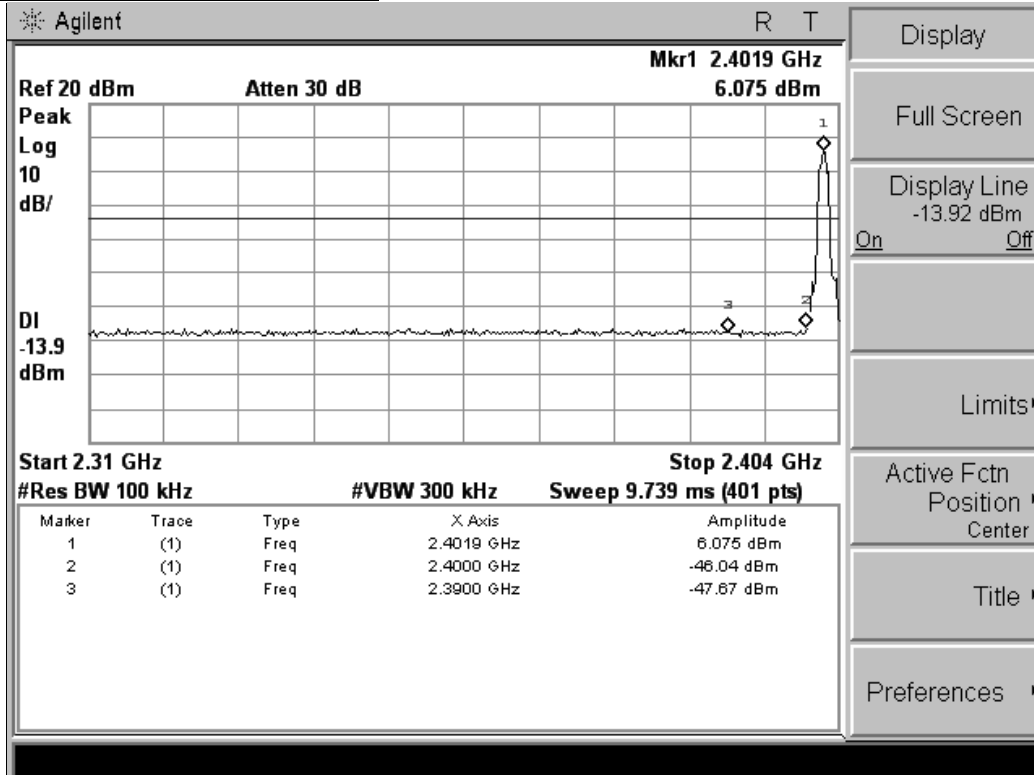 Agilent R T
Mkr1 2.4019 GHz
Ref 20 dBm Atten 30 dB 6.075 dBm
Peak
Log
10
dB/
1
3
2
DI
-13.9
dBm
Start 2.31 GHz Stop 2.404 GHz
#Res BW 100 kHz #VBW 300 kHz Sweep 9.739 ms (401 pts)
Marker Trace Type X Axis Amplitude
1 (1) Freq 2.4019 GHz 6.075 dBm
2 (1) Freq 2.4000 GHz -46.04 dBm
3 (1) Freq 2.3900 GHz -47.67 dBm
Display
Full Screen
Display Line
-13.92 dBm
On Off
Limits
Active Fctn
Position
Center
Title
Preferences